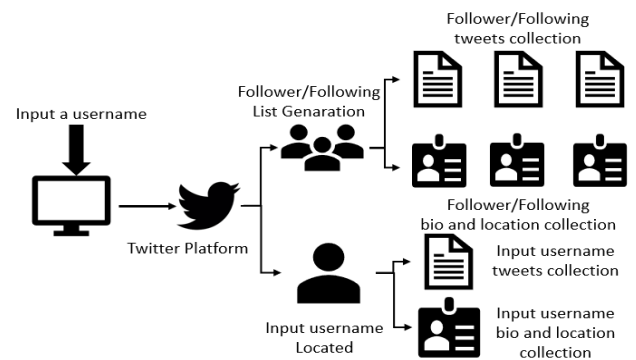 Follower/Following
tweets collection
Follower/Following
List Genaration
Input a username
Follower/Following
bio and location collection
Twitter Platform
Input username
tweets collection
Input username
Located
Input username
bio and location
collection